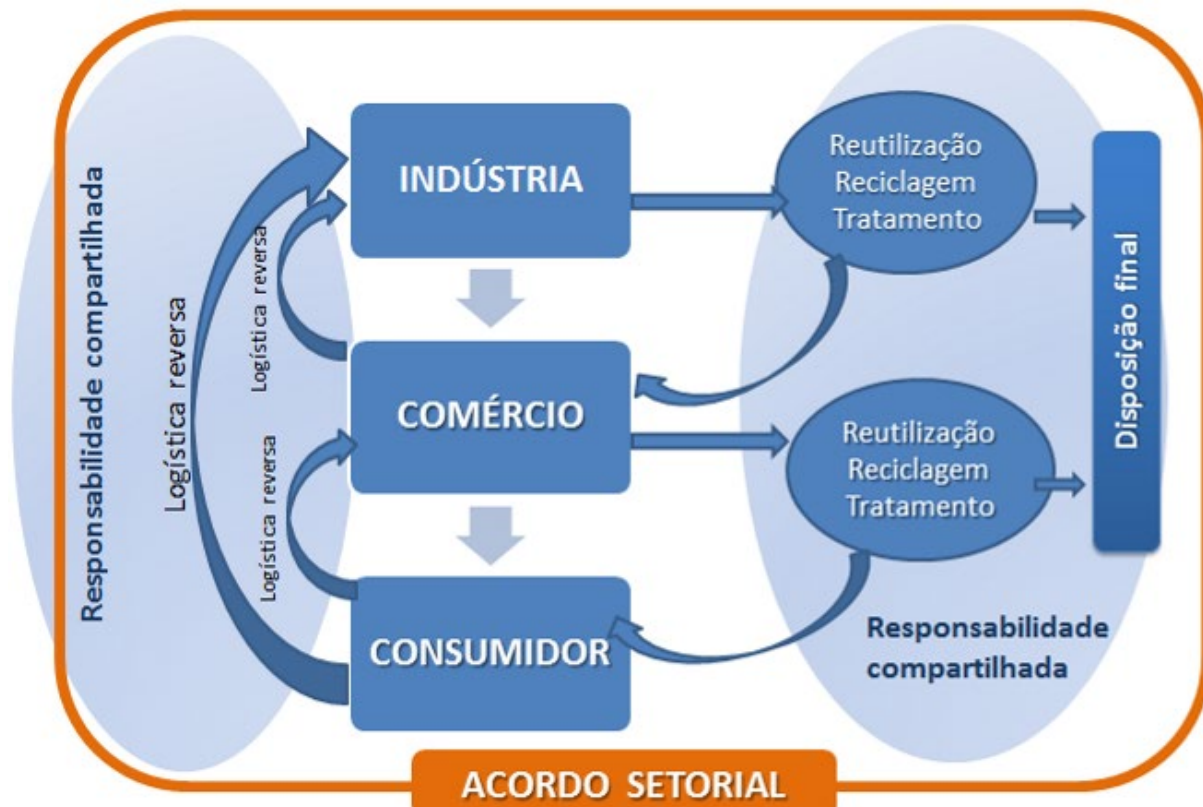 Responsabilidade compartilhada
Logística reversa
Logística reversa
Logística reversa
INDÚSTRIA
COMÉRCIO
CONSUMIDOR
Reutilização
Reciclagem
Tratamento
Reutilização
Reciclagem
Tratamento
Disposição final
Responsabilidade
compartilhada
ACORDO SETORIAL